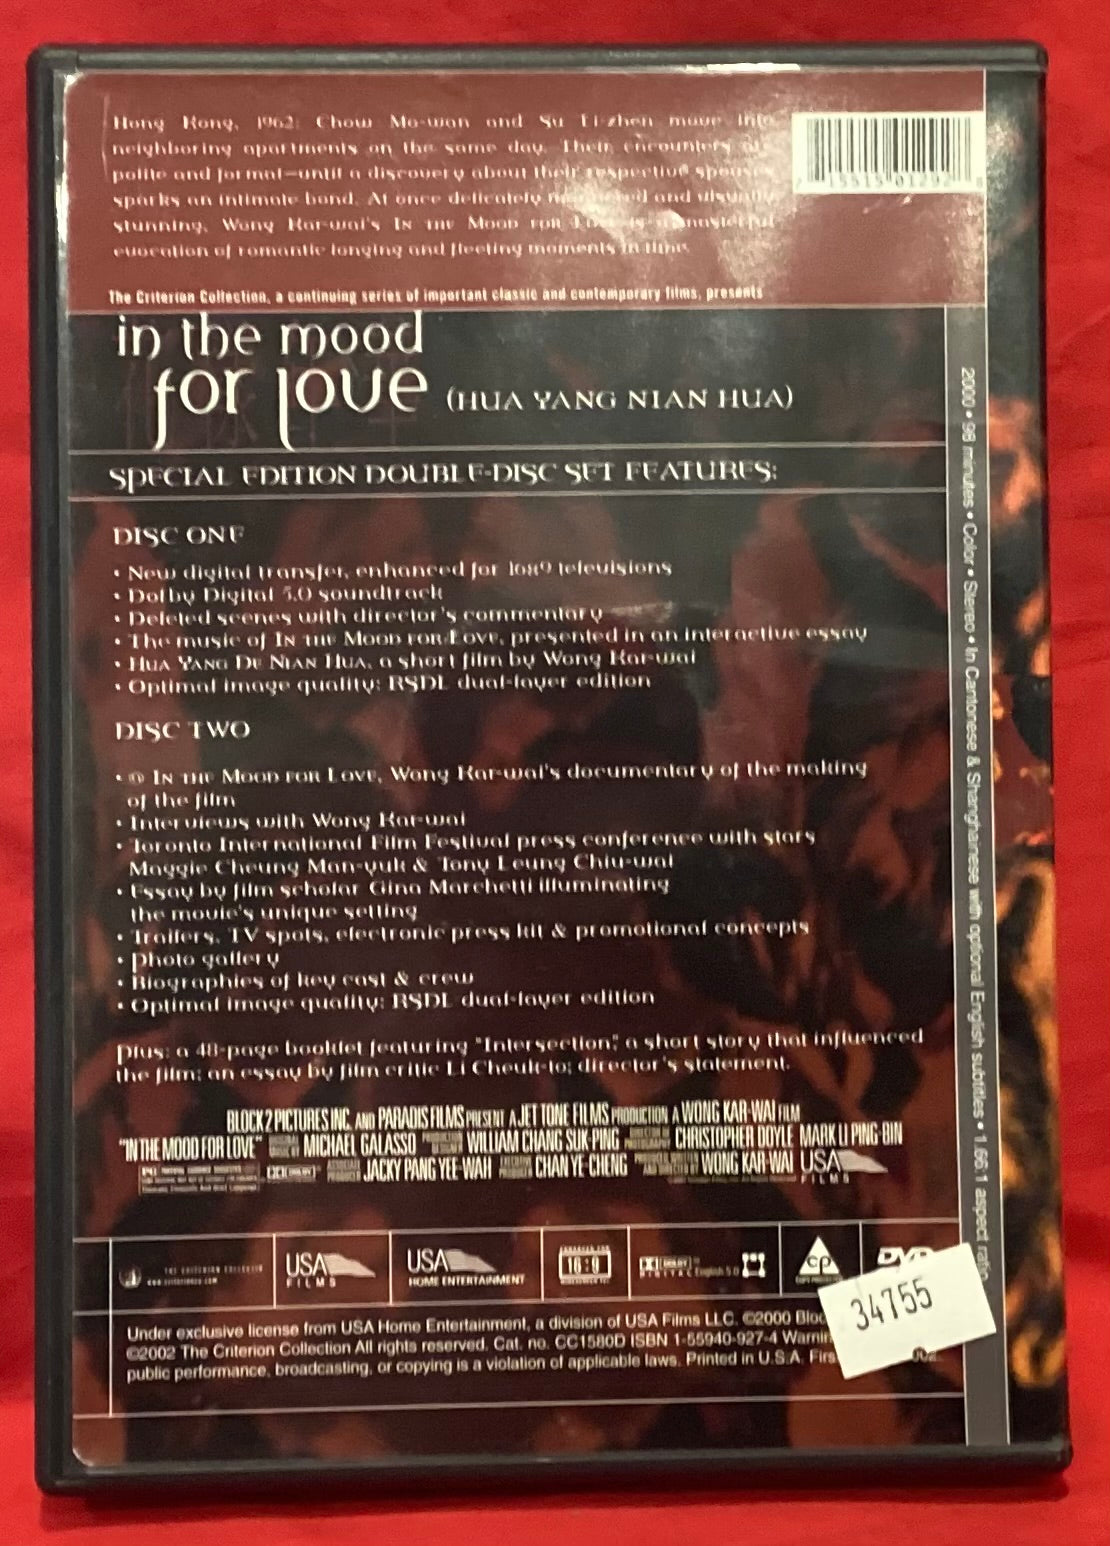 Hong Kong, 1962: Chow Mo-wan and Su Li-zhen move into
neighboring apartments on the same day. Their encounters are
polite and formal—until a discovery about their respective spouses
sparks an intimate bond. At once delicately mannered and visually
stunning, Wong Kar-wai's In the Mood for Love is a masterful
evocation of romantic longing and fleeting moments in time.
The Criterion Collection, a continuing series of important classic and contemporary films, presents
in the mood
for love (HUA YANG NIAN HUA)
SPECIAL EDITION DOUBLE-DISC SET FEATURES:
DISC ONE
• New digital transfer, enhanced for 16x9 televisions
• Dolby Digital 5.0 soundtrack
• Deleted scenes with director's commentary
• The music of In the Mood for Love, presented in an interactive essay
• Hua Yang De Nian Hua, a short film by Wong Kar-wai
• Optimal image quality: RSDL dual-layer edition
DISC TWO
• @ In the Mood for Love, Wong Kar-wai's documentary of the making
of the film
• Interviews with Wong Kar-wai
• Toronto International Film Festival press conference with stars
Maggie Cheung Man-yuk & Tony Leung Chiu-wai
• Essay by film scholar Gina Marchetti illuminating
the movie's unique setting
• Trailers, TV spots, electronic press kit & promotional concepts
• Photo gallery
• Biographies of key cast & crew
• Optimal image quality: RSDL dual-layer edition
Plus: a 48-page booklet featuring "Intersection," a short story that influenced
the film; an essay by film critic Li Cheuk-to; director's statement.
BLOCK 2 PICTURES INC. AND PARADIS FILMS PRESENT A JET TONE FILMS PRODUCTION A WONG KAR-WAI FILM
"IN THE MOOD FOR LOVE" MICHAEL GALASSO WILLIAM CHANG SUK-PING CHRISTOPHER DOYLE MARK LI PING-BIN
JACKY PANG YEE-WAH CHAN YE-CHENG WONG KAR-WAI USA
FILMS
USA FILMS
USA HOME ENTERTAINMENT
16:9
DIGITAL English 5.0
cp
DVD
34755
Under exclusive license from USA Home Entertainment, a division of USA Films LLC. ©2000 Bloc
©2002 The Criterion Collection All rights reserved. Cat. no. CC1580D ISBN 1-55940-927-4 Warnin
public performance, broadcasting, or copying is a violation of applicable laws. Printed in U.S.A. Firs
2000 • 98 minutes • Color • Stereo • In Cantonese & Shanghainese with optional English subtitles • 1.66:1 aspect ratio